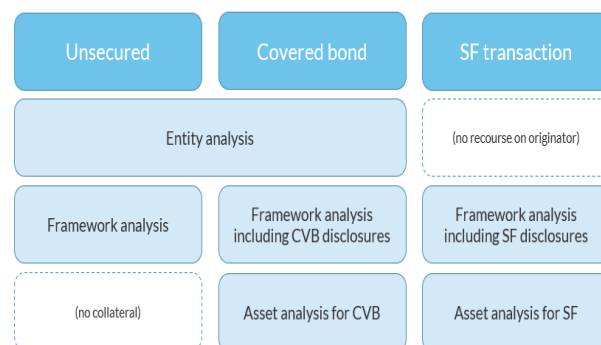 Unsecured
Covered bond
SF transaction
Entity analysis
(no recourse on originator)
Framework analysis
Framework analysis
including CVB disclosures
Framework analysis
including SF disclosures
(no collateral)
Asset analysis for CVB
Asset analysis for SF